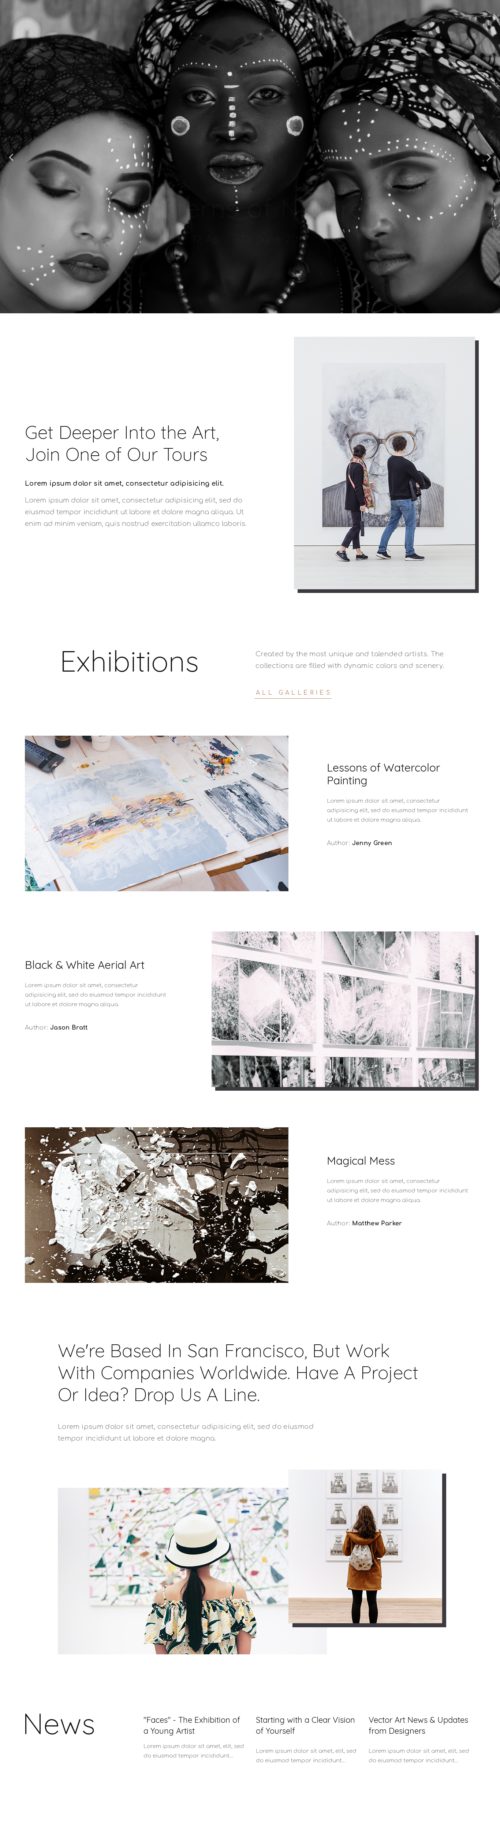 Get Deeper Into the Art,
Join One of Our Tours
Lorem ipsum dolor sit amet, consectetur adipisicing elit.
Lorem ipsum dolor sit amet, consectetur adipisicing elit, sed do
eiusmod tempor incididunt ut labore et dolore magna aliqua. Ut
enim ad minim veniam, quis nostrud exercitation ullamco laboris.
Exhibitions
Created by the most unique and talended artists. The
collections are filled with dynamic colors and scenery.
ALL GALLERIES
Lessons of Watercolor
Painting
Lorem ipsum dolor sit amet, consectetur
adipisicing elit, sed do eiusmod tempor incididunt
ut labore et dolore magna aliqua.
Author: Jenny Green
Black & White Aerial Art
Lorem ipsum dolor sit amet, consectetur
adipisicing elit, sed do eiusmod tempor incididunt
ut labore et dolore magna aliqua.
Author: Jason Bratt
Magical Mess
Lorem ipsum dolor sit amet, consectetur
adipisicing elit, sed do eiusmod tempor incididunt
ut labore et dolore magna aliqua.
Author: Matthew Parker
We're Based In San Francisco, But Work
With Companies Worldwide. Have A Project
Or Idea? Drop Us A Line.
Lorem ipsum dolor sit amet, consectetur adipisicing elit, sed do eiusmod
tempor incididunt ut labore et dolore magna.
News
"Faces" - The Exhibition of
a Young Artist
Lorem ipsum dolor sit amet, elit, sed
do eiusmod tempor incididunt...
Starting with a Clear Vision
of Yourself
Lorem ipsum dolor sit amet, elit, sed
do eiusmod tempor incididunt...
Vector Art News & Updates
from Designers
Lorem ipsum dolor sit amet, elit, sed
do eiusmod tempor incididunt...